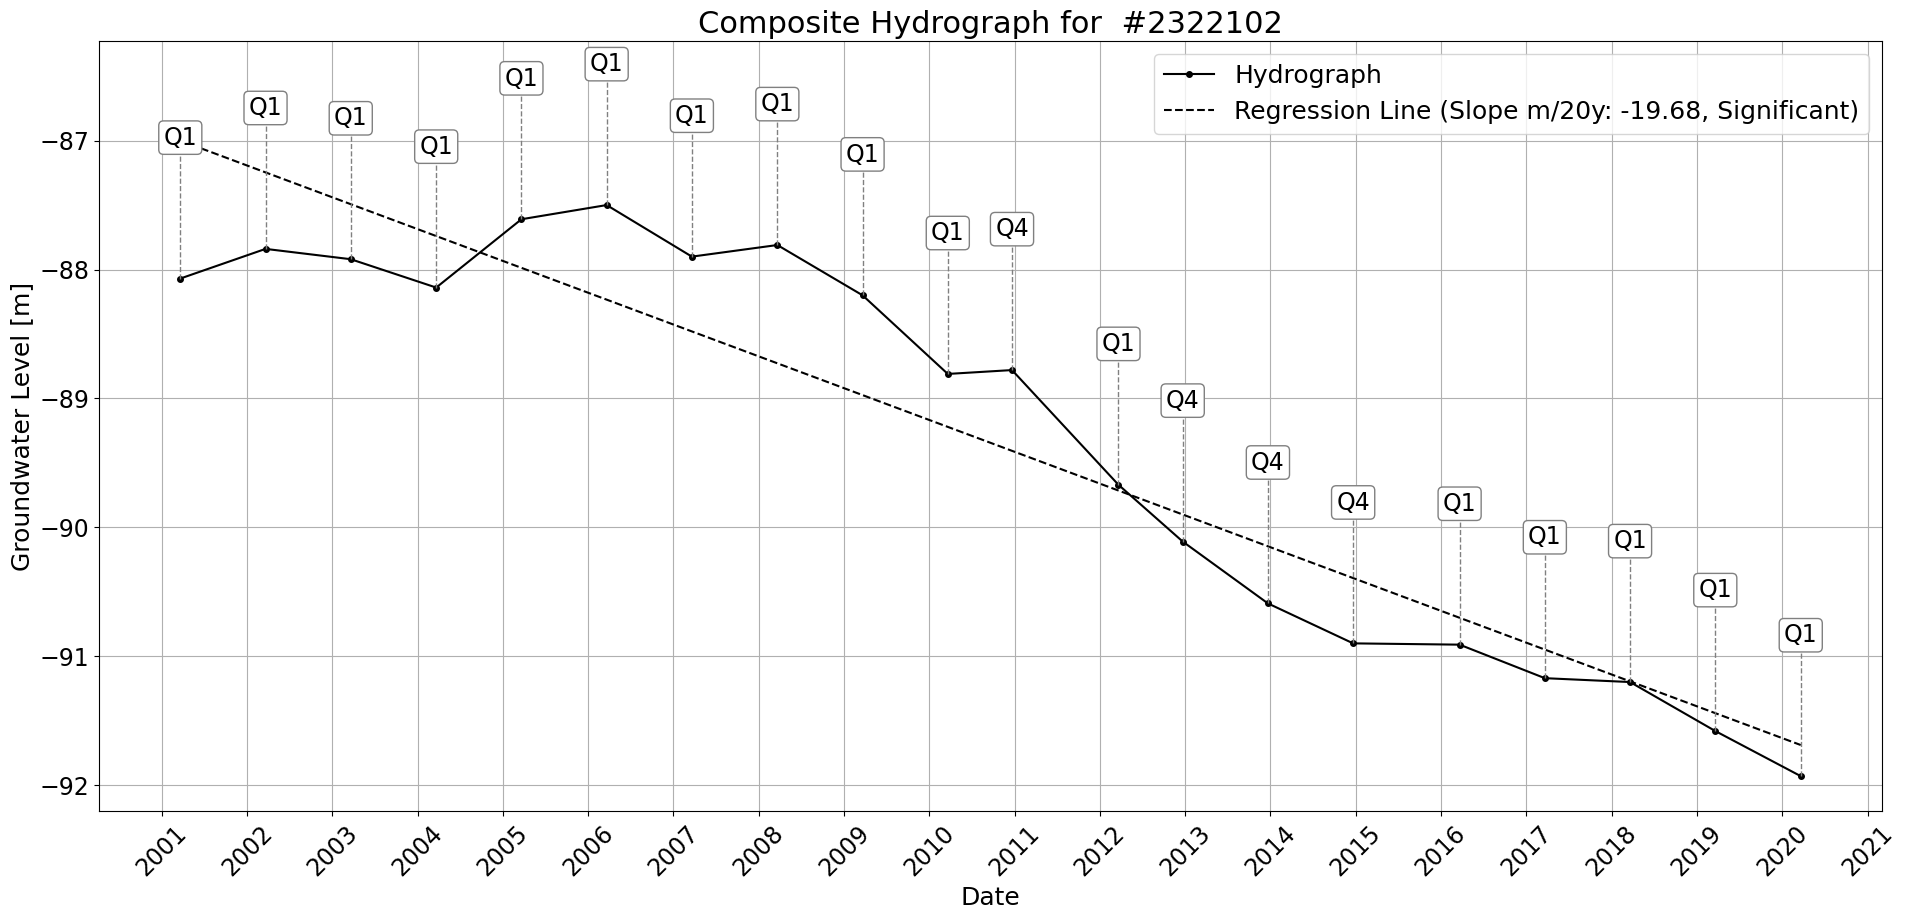 Composite Hydrograph for #2322102
Hydrograph
Regression Line (Slope m/20y: -19.68, Significant)
Q1
Q1
Q1
Q1
Q1
Q1
Q1
Q1
Q1
Q1
Q4
Q1
Q4
Q4
Q4
Q1
Q1
Q1
Q1
Q1
Groundwater Level [m]
−87
−88
−89
−90
−91
−92
2001
2002
2003
2004
2005
2006
2007
2008
2009
2010
2011
2012
2013
2014
2015
2016
2017
2018
2019
2020
2021
Date